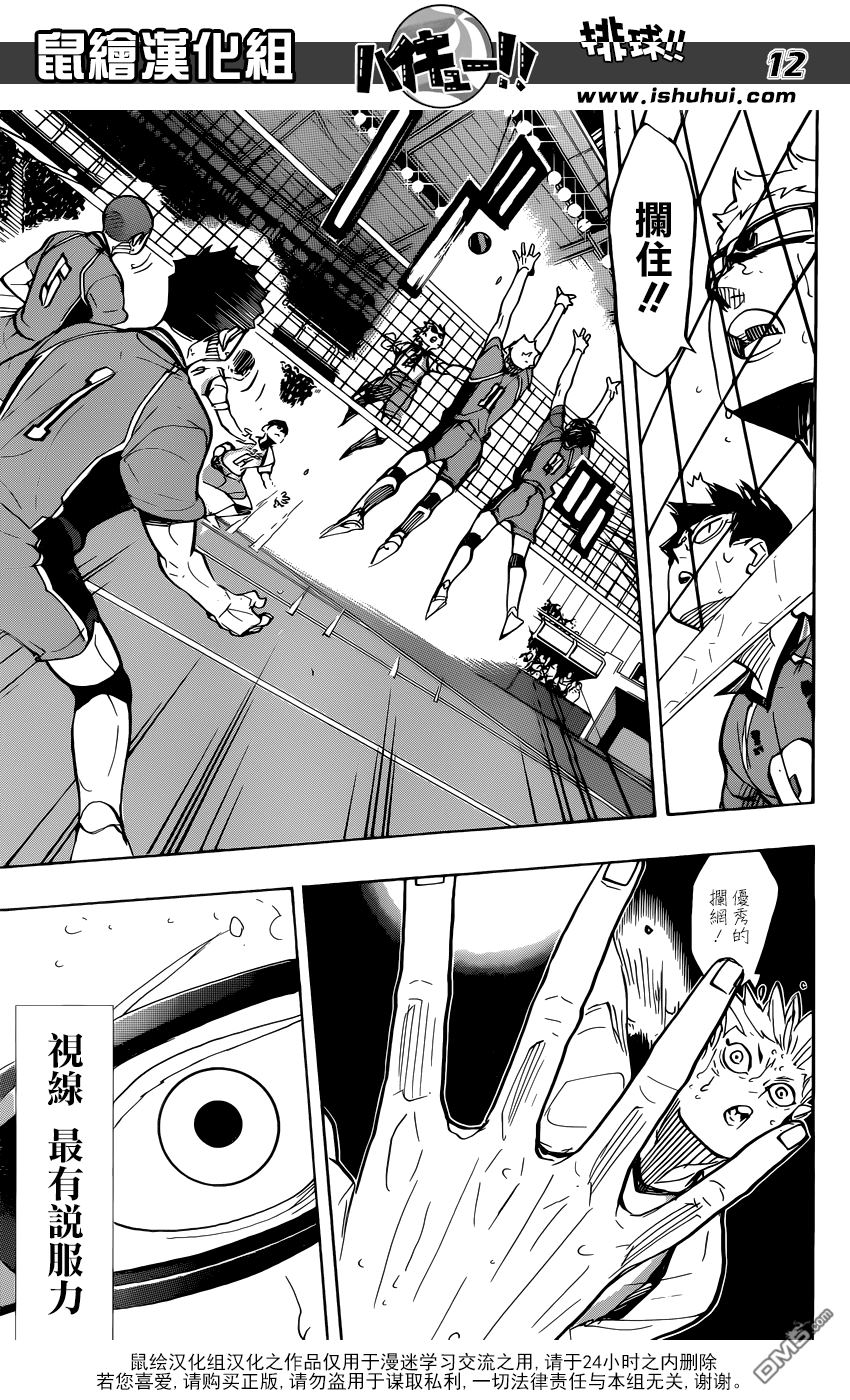 鼠繪漢化組
ハイキュー!!
排球!!
12
www.ishuhui.com
攔住!!
優秀的
攔網!
視線 最有説服力
鼠绘汉化组汉化之作品仅用于漫迷学习交流之用, 请于24小时之内删除
若您喜爱, 请购买正版, 请勿盗用于谋取私利, 一切法律责任与本组无关, 谢谢.
DM5.com